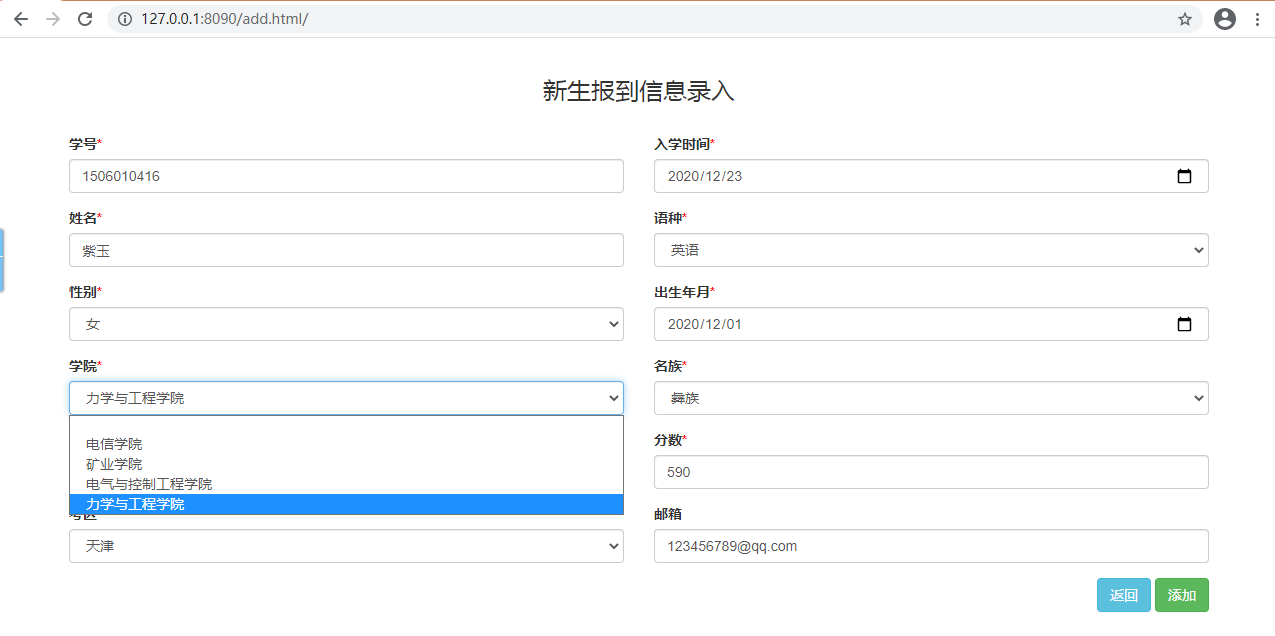 127.0.0.1:8090/add.html/
新生报到信息录入
学号*
1506010416
入学时间*
2020/12/23
姓名*
紫玉
语种*
英语
性别*
女
出生年月*
2020/12/01
学院*
力学与工程学院
电信学院
矿业学院
电气与控制工程学院
力学与工程学院
名族*
彝族
分数*
590
天津
邮箱
123456789@qq.com
返回
添加